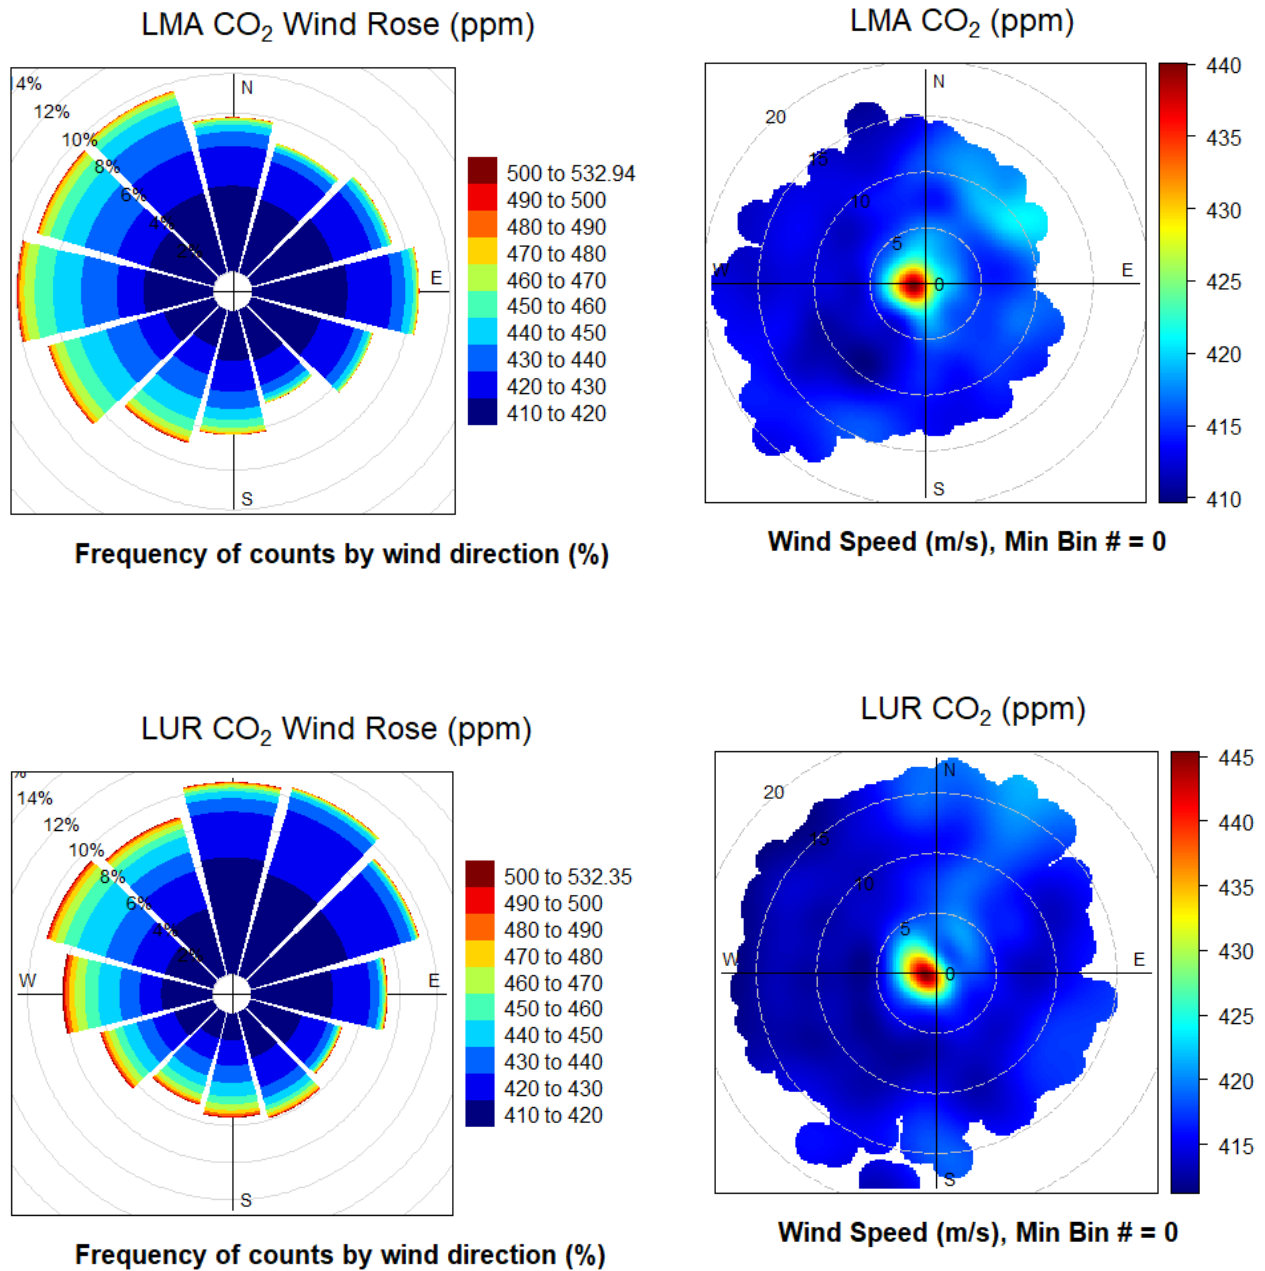 LMA CO2 Wind Rose (ppm)
14%
12%
10%
8%
6%
4%
2%
N
E
S
500 to 532.94
490 to 500
480 to 490
470 to 480
460 to 470
450 to 460
440 to 450
430 to 440
420 to 430
410 to 420
Frequency of counts by wind direction (%)
LMA CO2 (ppm)
20
15
10
5
0
N
W
E
S
440
435
430
425
420
415
410
Wind Speed (m/s), Min Bin # = 0
LUR CO2 Wind Rose (ppm)
%
14%
12%
10%
8%
6%
4%
2%
W
E
S
500 to 532.35
490 to 500
480 to 490
470 to 480
460 to 470
450 to 460
440 to 450
430 to 440
420 to 430
410 to 420
Frequency of counts by wind direction (%)
LUR CO2 (ppm)
20
15
10
5
0
N
W
E
S
445
440
435
430
425
420
415
Wind Speed (m/s), Min Bin # = 0